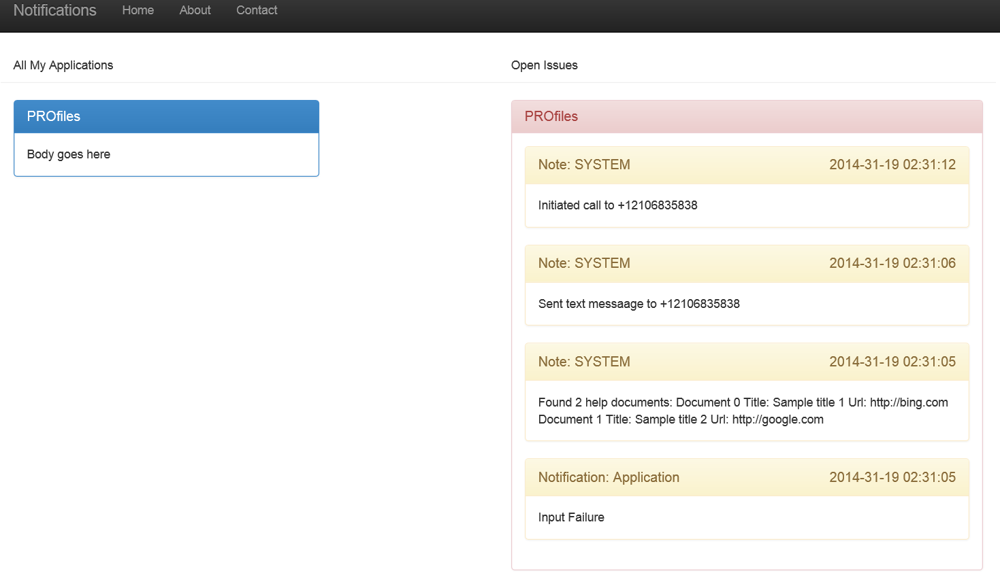 Notifications Home About Contact
All My Applications
Open Issues
PROfiles
Body goes here
PROfiles
Note: SYSTEM 2014-31-19 02:31:12
Initiated call to +12106835838
Note: SYSTEM 2014-31-19 02:31:06
Sent text messaage to +12106835838
Note: SYSTEM 2014-31-19 02:31:05
Found 2 help documents: Document 0 Title: Sample title 1 Url: http://bing.com
Document 1 Title: Sample title 2 Url: http://google.com
Notification: Application 2014-31-19 02:31:05
Input Failure